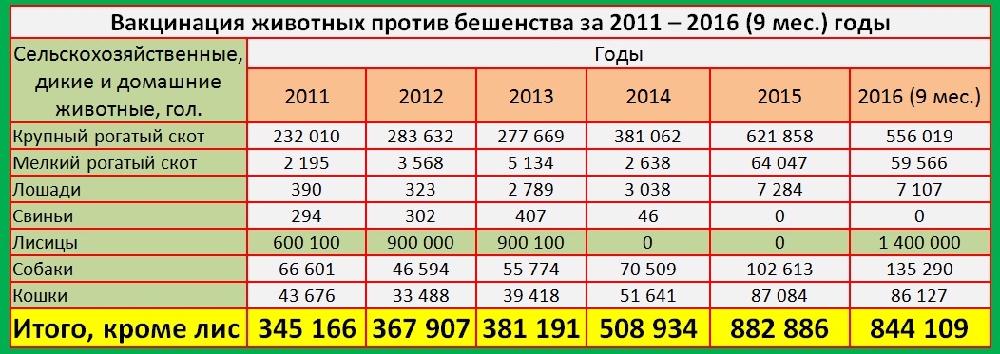 Вакцинация животных против бешенства за 2011 – 2016 (9 мес.) годы
Сельскохозяйственные, дикие и домашние животные, гол.
Годы
2011 2012 2013 2014 2015 2016 (9 мес.)
Крупный рогатый скот 232 010 283 632 277 669 381 062 621 858 556 019
Мелкий рогатый скот 2 195 3 568 5 134 2 638 64 047 59 566
Лошади 390 323 2 789 3 038 7 284 7 107
Свиньи 294 302 407 46 0 0
Лисицы 600 100 900 000 900 100 0 0 1 400 000
Собаки 66 601 46 594 55 774 70 509 102 613 135 290
Кошки 43 676 33 488 39 418 51 641 87 084 86 127
Итого, кроме лис 345 166 367 907 381 191 508 934 882 886 844 109